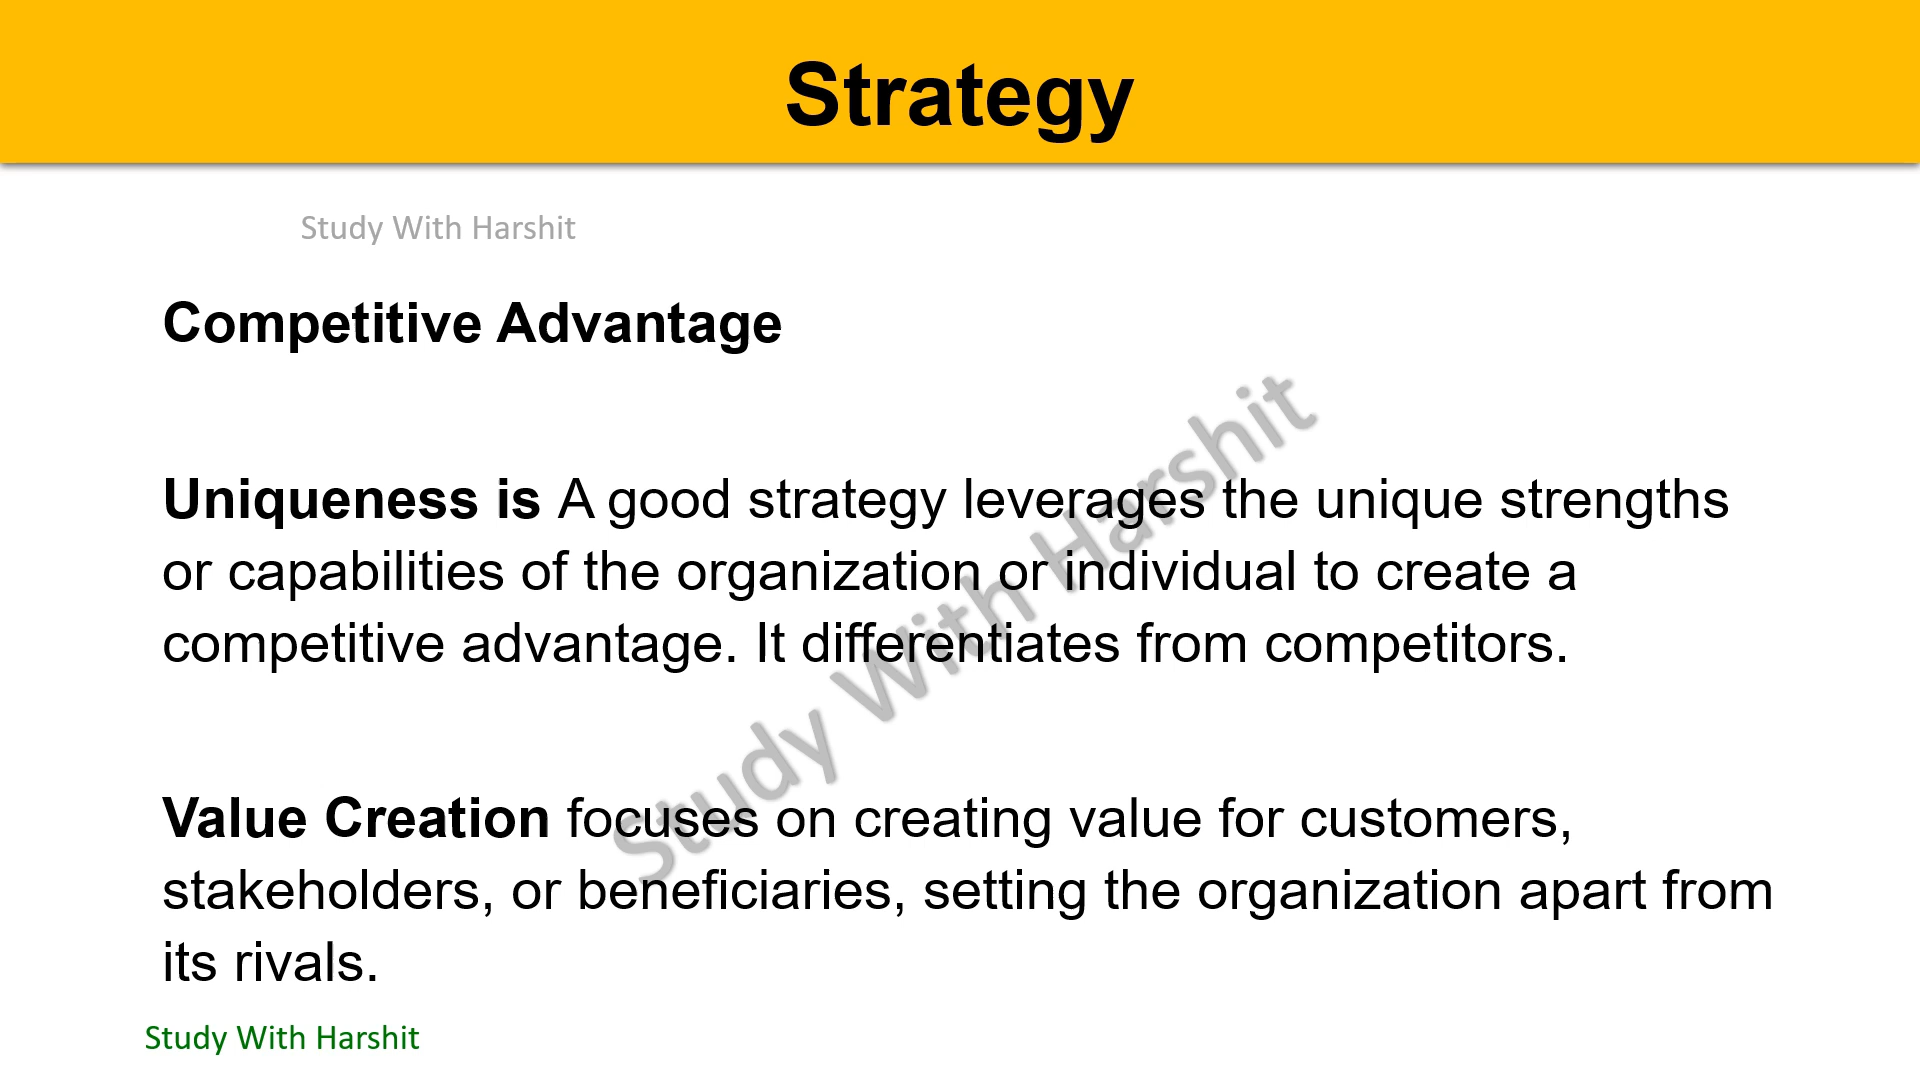 Strategy
Study With Harshit
Competitive Advantage
Uniqueness is A good strategy leverages the unique strengths
or capabilities of the organization or individual to create a
competitive advantage. It differentiates from competitors.
Study With Harshit
Value Creation focuses on creating value for customers,
stakeholders, or beneficiaries, setting the organization apart from
its rivals.
Study With Harshit